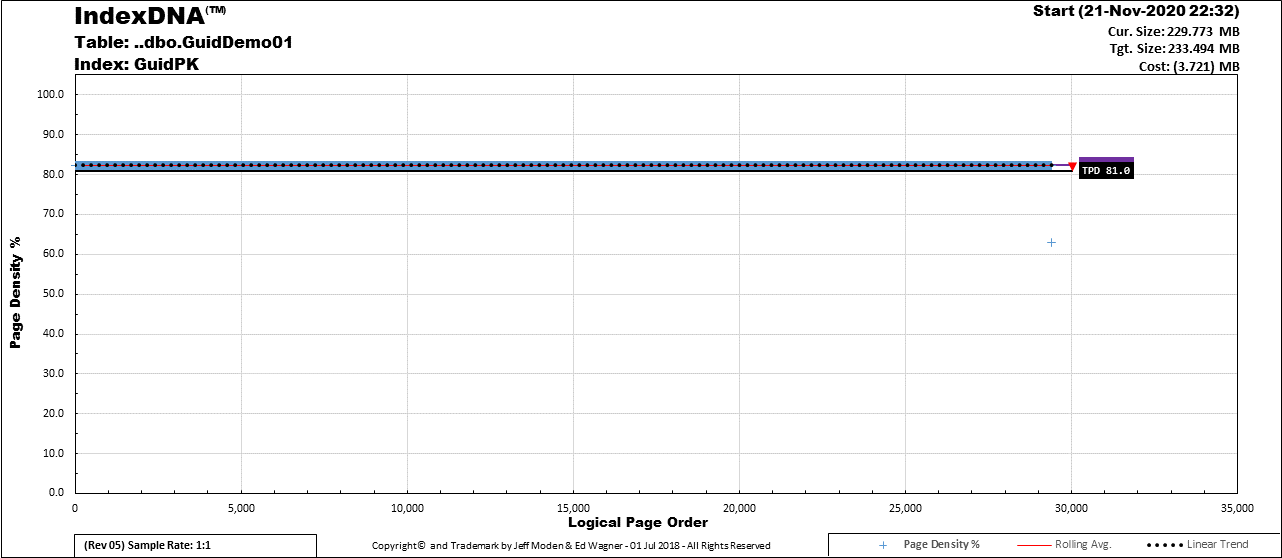 IndexDNA(TM)
Table: ..dbo.GuidDemo01
Index: GuidPK
Start (21-Nov-2020 22:32)
Cur. Size: 229.773 MB
Tgt. Size: 233.494 MB
Cost: (3.721) MB
Page Density %
100.0
90.0
80.0
70.0
60.0
50.0
40.0
30.0
20.0
10.0
0.0
TPD 81.0
0 5,000 10,000 15,000 20,000 25,000 30,000 35,000
Logical Page Order
(Rev 05) Sample Rate: 1:1
Copyright© and Trademark by Jeff Moden & Ed Wagner - 01 Jul 2018 - All Rights Reserved
Page Density % Rolling Avg. Linear Trend